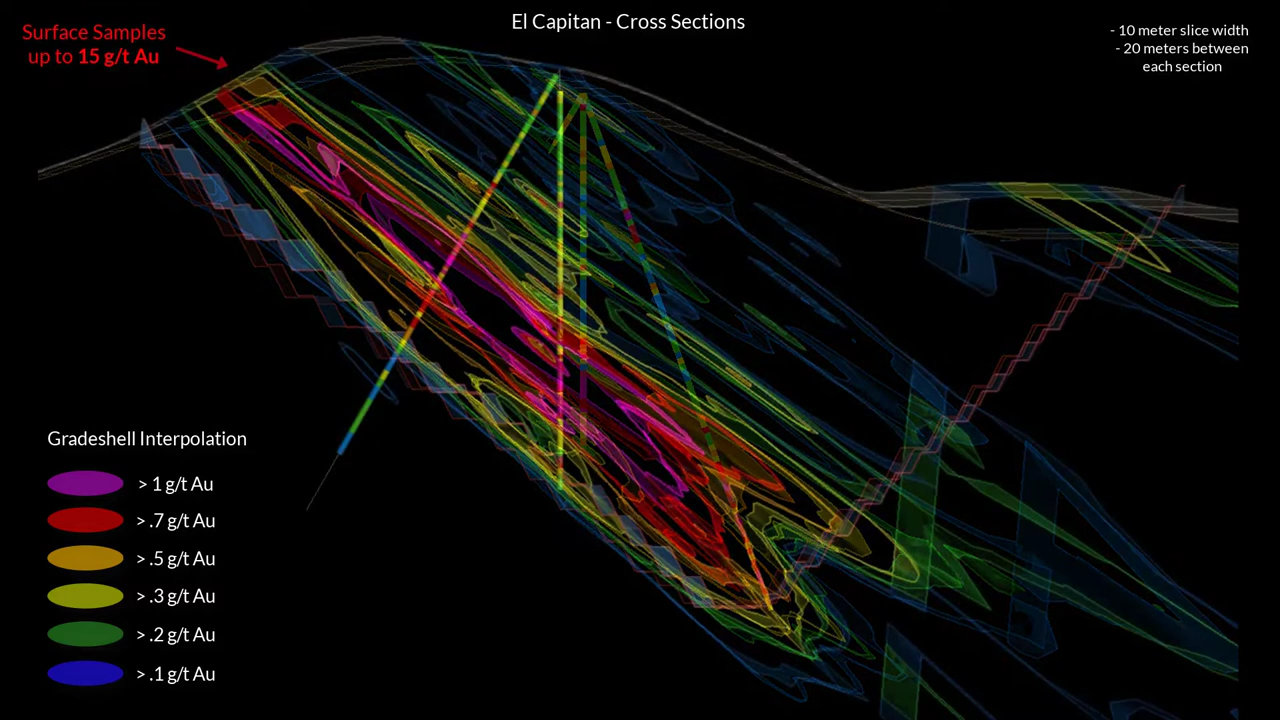 El Capitan - Cross Sections
Surface Samples
up to 15 g/t Au
- 10 meter slice width
- 20 meters between
each section
Gradeshell Interpolation
> 1 g/t Au
> .7 g/t Au
> .5 g/t Au
> .3 g/t Au
> .2 g/t Au
> .1 g/t Au